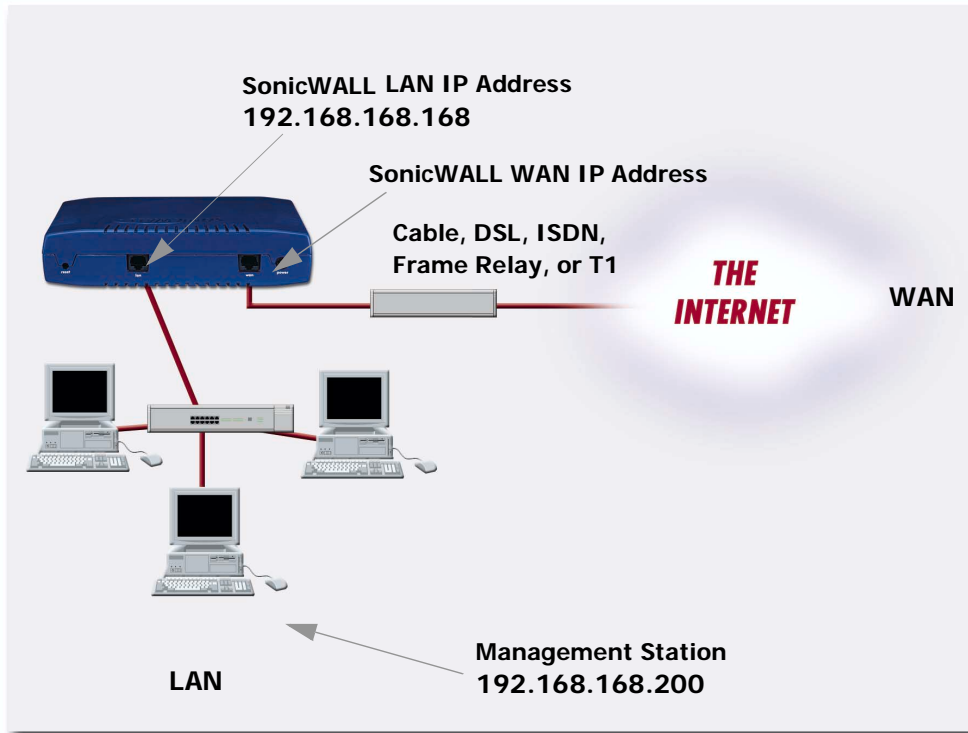 SonicWALL LAN IP Address
192.168.168.168
SonicWALL WAN IP Address
Cable, DSL, ISDN,
Frame Relay, or T1
THE
INTERNET
WAN
Management Station
192.168.168.200
LAN